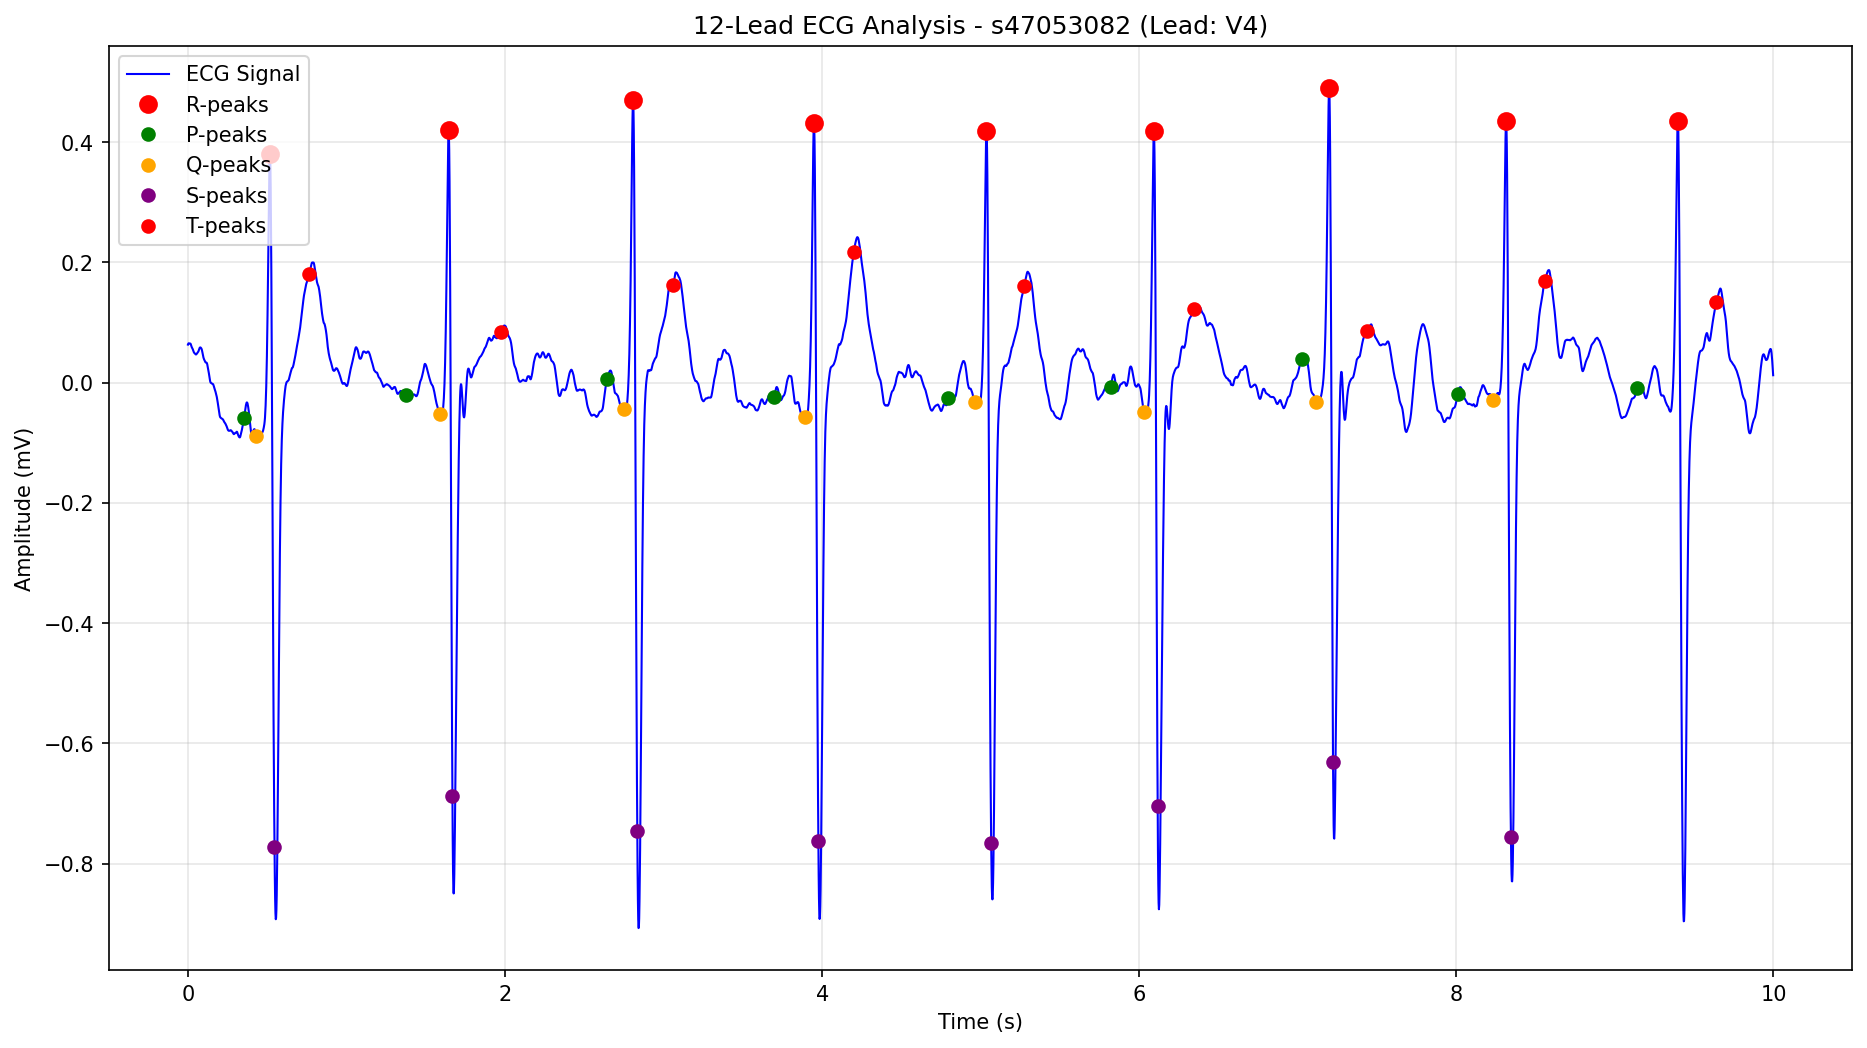 12-Lead ECG Analysis - s47053082 (Lead: V4)
ECG Signal
R-peaks
P-peaks
Q-peaks
S-peaks
T-peaks
Amplitude (mV)
0.4
0.2
0.0
−0.2
−0.4
−0.6
−0.8
0 2 4 6 8 10
Time (s)